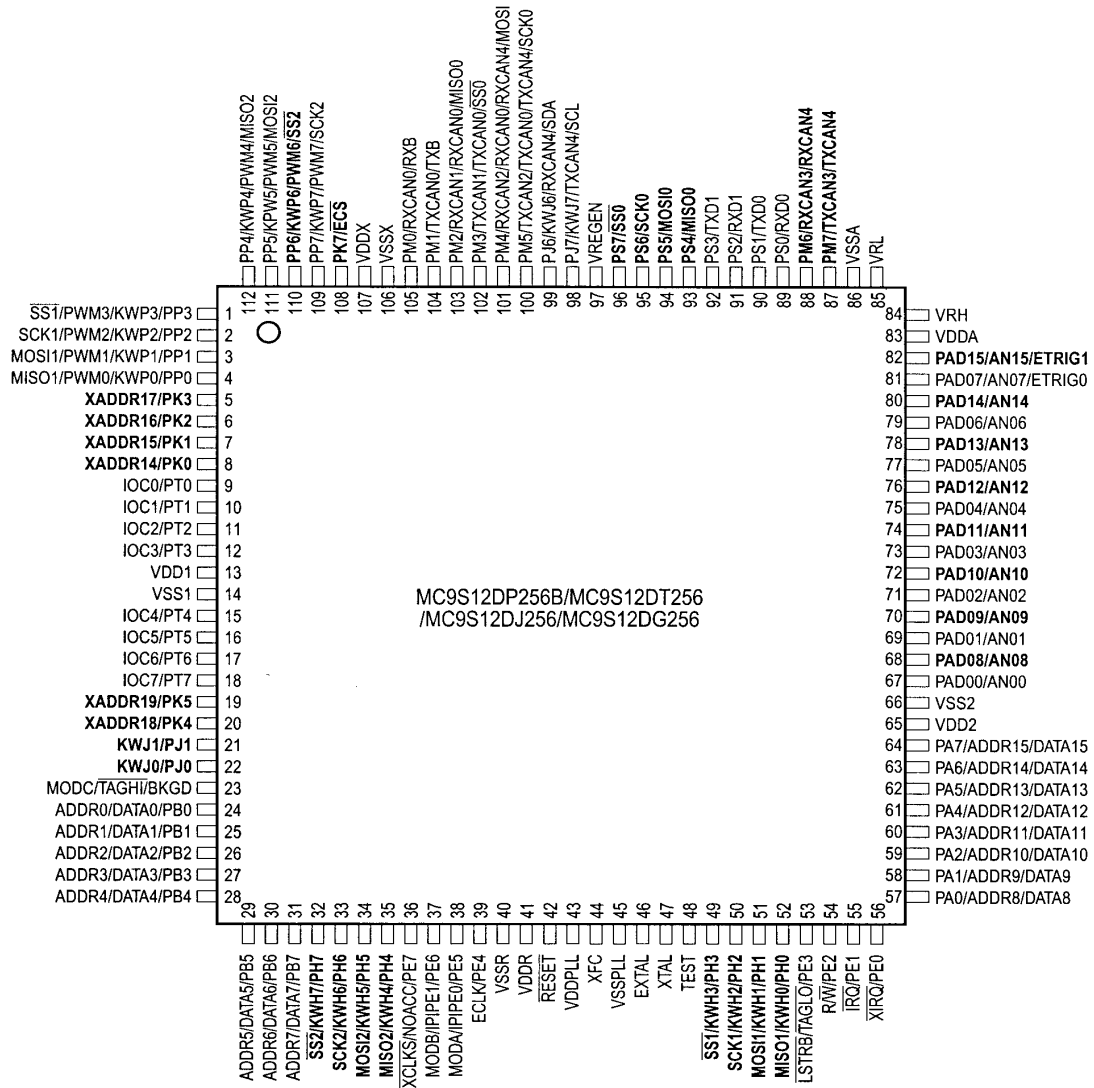 PP4/KWP4/PWM4/MISO2
PP5/KPW5/PWM5/MOSI2
PP6/KWP6/PWM6/SS2
PP7/KWP7/PWM7/SCK2
PK7/ECS
VDDX
VSSX
PM0/RXCAN0/RXB
PM1/TXCAN0/TXB
PM2/RXCAN1/RXCAN0/MISO0
PM3/TXCAN1/TXCAN0/SS0
PM4/RXCAN2/RXCAN0/RXCAN4/MOSI
PM5/TXCAN2/TXCAN0/TXCAN4/SCK0
PJ6/KWJ6/RXCAN4/SDA
PJ7/KWJ7/TXCAN4/SCL
VREGEN
PS7/SS0
PS6/SCK0
PS5/MOSI0
PS4/MISO0
PS3/TXD1
PS2/RXD1
PS1/TXD0
PS0/RXD0
PM6/RXCAN3/RXCAN4
PM7/TXCAN3/TXCAN4
VSSA
VRL
112
111
110
109
108
107
106
105
104
103
102
101
100
99
98
97
96
95
94
93
92
91
90
89
88
87
86
85
SS1/PWM3/KWP3/PP3 1
SCK1/PWM2/KWP2/PP2 2
MOSI1/PWM1/KWP1/PP1 3
MISO1/PWM0/KWP0/PP0 4
XADDR17/PK3 5
XADDR16/PK2 6
XADDR15/PK1 7
XADDR14/PK0 8
IOC0/PT0 9
IOC1/PT1 10
IOC2/PT2 11
IOC3/PT3 12
VDD1 13
VSS1 14
IOC4/PT4 15
IOC5/PT5 16
IOC6/PT6 17
IOC7/PT7 18
XADDR19/PK5 19
XADDR18/PK4 20
KWJ1/PJ1 21
KWJ0/PJ0 22
MODC/TAGHI/BKGD 23
ADDR0/DATA0/PB0 24
ADDR1/DATA1/PB1 25
ADDR2/DATA2/PB2 26
ADDR3/DATA3/PB3 27
ADDR4/DATA4/PB4 28
MC9S12DP256B/MC9S12DT256
/MC9S12DJ256/MC9S12DG256
84 VRH
83 VDDA
82 PAD15/AN15/ETRIG1
81 PAD07/AN07/ETRIG0
80 PAD14/AN14
79 PAD06/AN06
78 PAD13/AN13
77 PAD05/AN05
76 PAD12/AN12
75 PAD04/AN04
74 PAD11/AN11
73 PAD03/AN03
72 PAD10/AN10
71 PAD02/AN02
70 PAD09/AN09
69 PAD01/AN01
68 PAD08/AN08
67 PAD00/AN00
66 VSS2
65 VDD2
64 PA7/ADDR15/DATA15
63 PA6/ADDR14/DATA14
62 PA5/ADDR13/DATA13
61 PA4/ADDR12/DATA12
60 PA3/ADDR11/DATA11
59 PA2/ADDR10/DATA10
58 PA1/ADDR9/DATA9
57 PA0/ADDR8/DATA8
29
30
31
32
33
34
35
36
37
38
39
40
41
42
43
44
45
46
47
48
49
50
51
52
53
54
55
56
ADDR5/DATA5/PB5
ADDR6/DATA6/PB6
ADDR7/DATA7/PB7
SS2/KWH7/PH7
SCK2/KWH6/PH6
MOSI2/KWH5/PH5
MISO2/KWH4/PH4
XCLKS/NOACC/PE7
MODB/IPIPE1/PE6
MODA/IPIPE0/PE5
ECLK/PE4
VSSR
VDDR
RESET
VDDPLL
XFC
VSSPLL
EXTAL
XTAL
TEST
SS1/KWH3/PH3
SCK1/KWH2/PH2
MOSI1/KWH1/PH1
MISO1/KWH0/PH0
LSTRB/TAGLO/PE3
R/W/PE2
IRQ/PE1
XIRQ/PE0